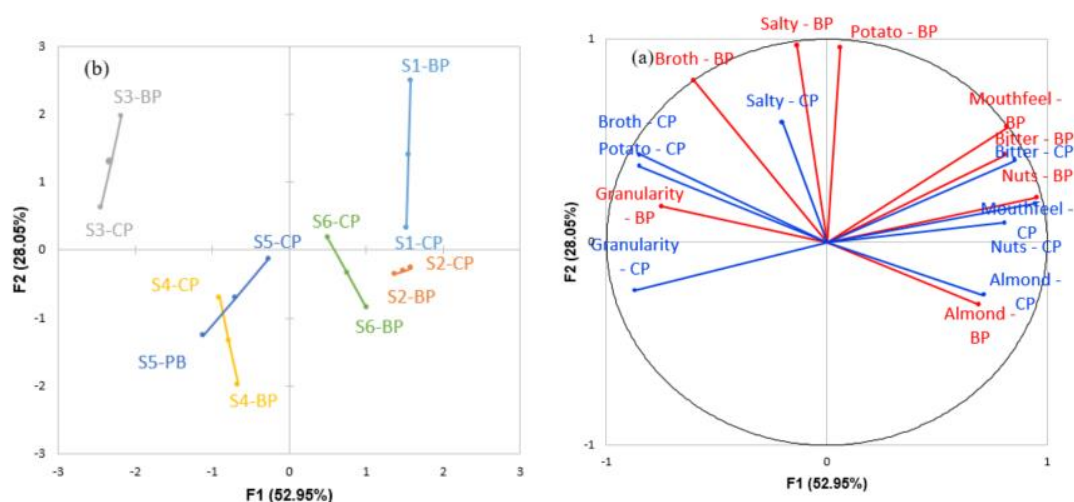 (b)
3
2
1
0
-1
-2
-3
-3
-2
-1
0
1
2
3
F2 (28.05%)
F1 (52.95%)
S3-BP
S3-CP
S1-BP
S1-CP
S6-CP
S5-CP
S2-CP
S2-BP
S4-CP
S6-BP
S5-PB
S4-BP
(a)
1
0
-1
-1
0
1
F2 (28.05%)
F1 (52.95%)
Salty - BP
Potato - BP
Broth - BP
Salty - CP
Mouthfeel -
BP
Broth - CP
Bitter - BP
Potato - CP
Bitter - CP
Nuts - BP
Granularity
- BP
Mouthfeel -
CP
Granularity
- CP
Nuts - CP
Almond -
CP
Almond -
BP